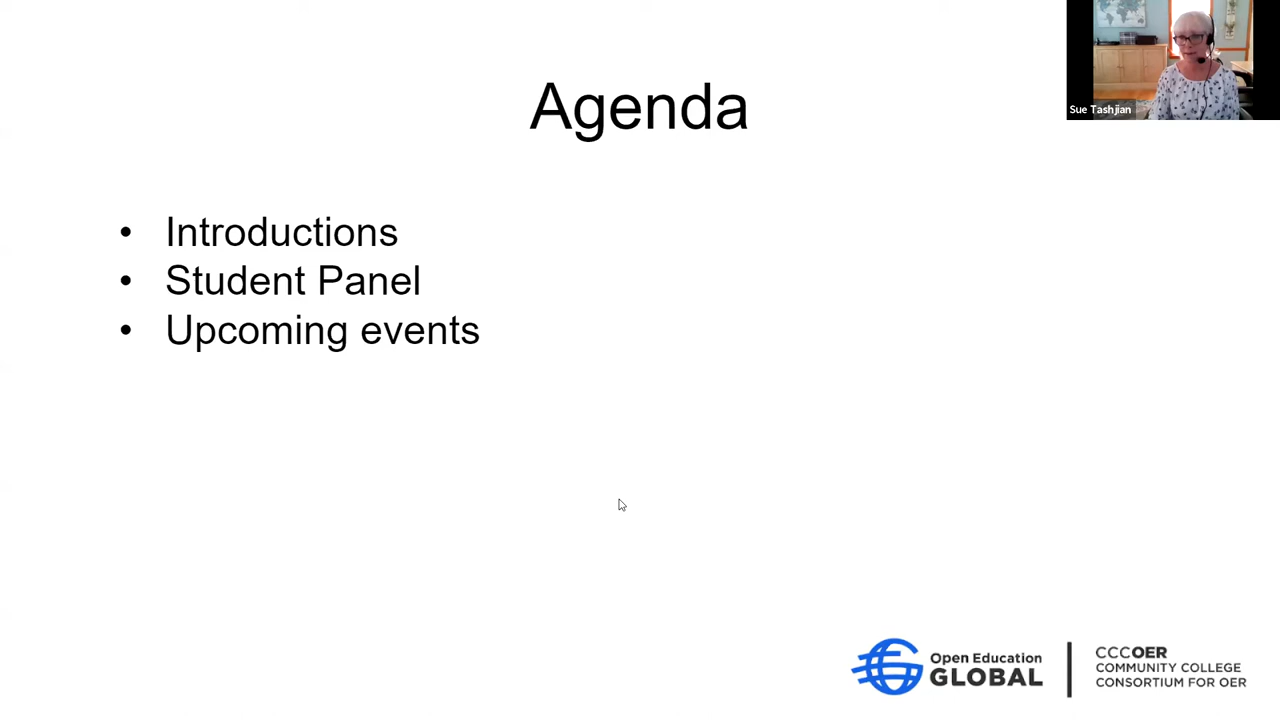 Sue Tashjian
Agenda
• Introductions
• Student Panel
• Upcoming events
Open Education
GLOBAL
CCCOER
COMMUNITY COLLEGE
CONSORTIUM FOR OER